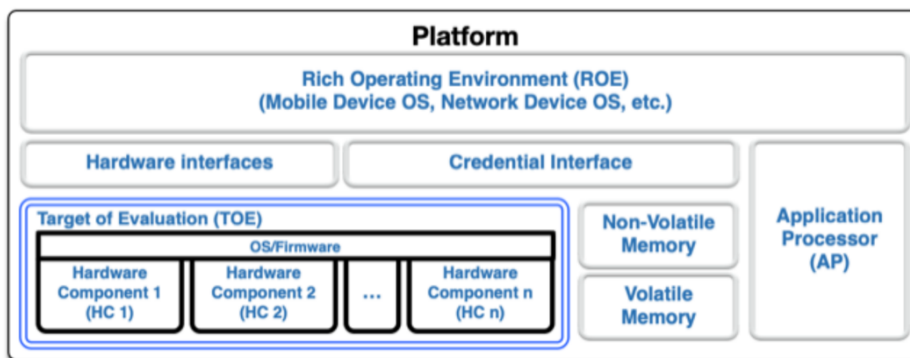 Platform
Rich Operating Environment (ROE)
(Mobile Device OS, Network Device OS, etc.)
Hardware interfaces
Credential Interface
Target of Evaluation (TOE)
OS/Firmware
Hardware
Component 1
(HC 1)
Hardware
Component 2
(HC 2)
...
Hardware
Component n
(HC n)
Non-Volatile
Memory
Volatile
Memory
Application
Processor
(AP)